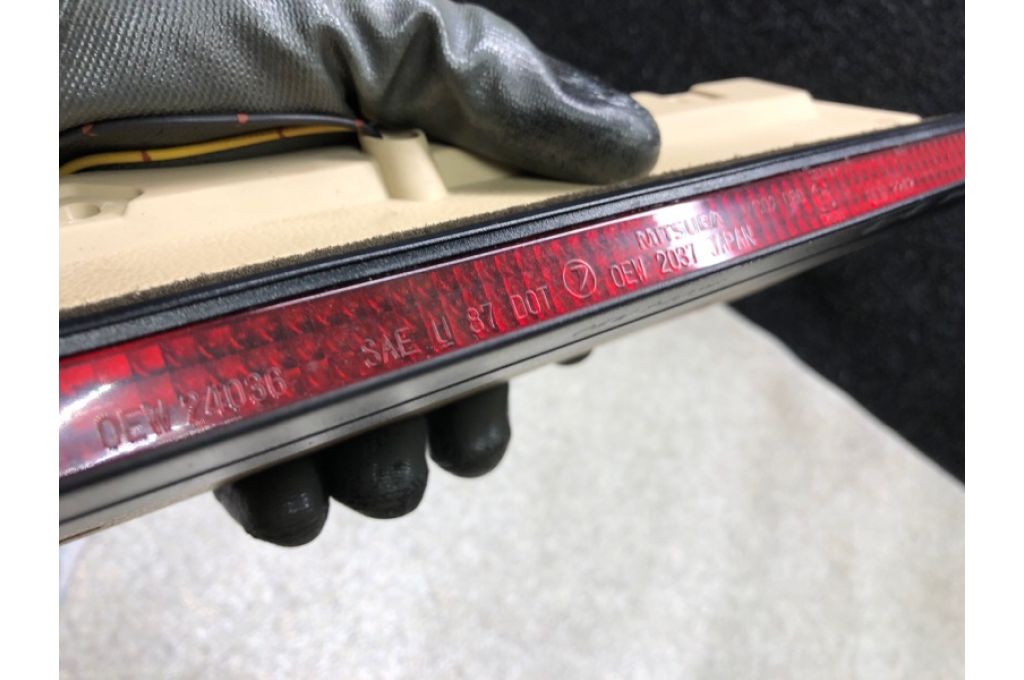 MITSUBA
OEW 24036 SAE U 87 DOT 7 OEW 2037 JAPAN